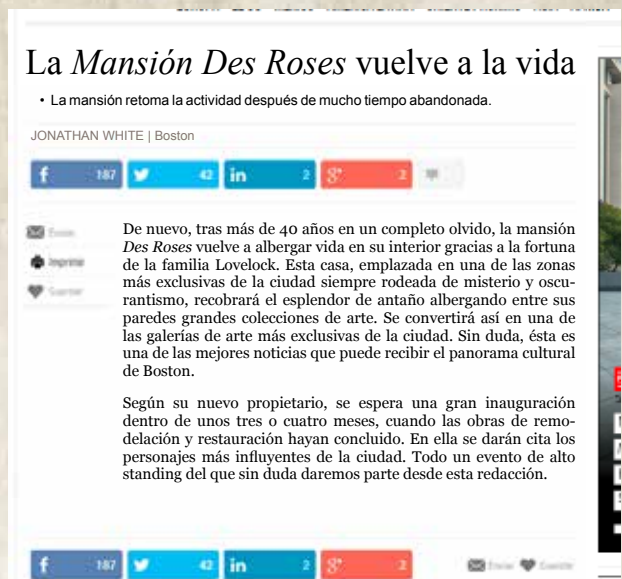 La Mansión Des Roses vuelve a la vida
• La mansión retoma la actividad después de mucho tiempo abandonada.
JONATHAN WHITE | Boston
f 187 42 in 2 g+ 2
Enviar
Imprimir
Guardar
De nuevo, tras más de 40 años en un completo olvido, la mansión
Des Roses vuelve a albergar vida en su interior gracias a la fortuna
de la familia Lovelock. Esta casa, emplazada en una de las zonas
más exclusivas de la ciudad siempre rodeada de misterio y oscu-
rantismo, recobrará el esplendor de antaño albergando entre sus
paredes grandes colecciones de arte. Se convertirá así en una de
las galerías de arte más exclusivas de la ciudad. Sin duda, ésta es
una de las mejores noticias que puede recibir el panorama cultural
de Boston.
Según su nuevo propietario, se espera una gran inauguración
dentro de unos tres o cuatro meses, cuando las obras de remo-
delación y restauración hayan concluido. En ella se darán cita los
personajes más influyentes de la ciudad. Todo un evento de alto
standing del que sin duda daremos parte desde esta redacción.
f 187 42 in 2 g+ 2 Enviar Guardar